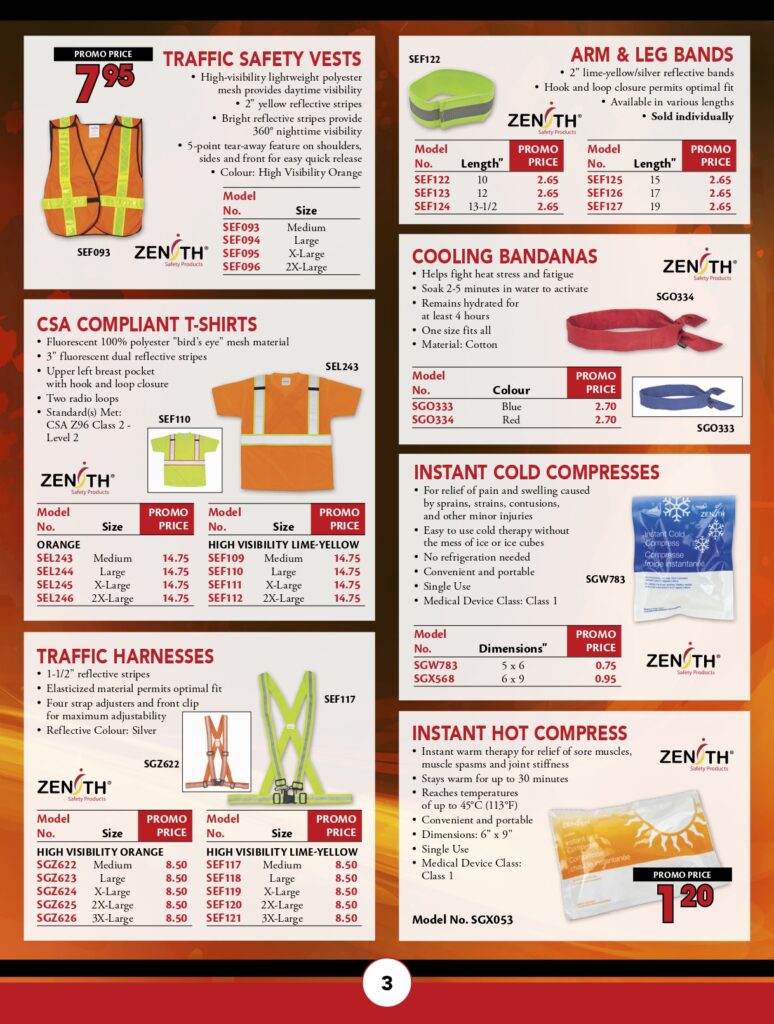 PROMO PRICE
7.95
TRAFFIC SAFETY VESTS
• High-visibility lightweight polyester
mesh provides daytime visibility
• 2" yellow reflective stripes
• Bright reflective stripes provide
360° nighttime visibility
• 5-point tear-away feature on shoulders,
sides and front for easy quick release
• Colour: High Visibility Orange
SEF093
ZENITH®
Safety Products
Model
No. Size
SEF093 Medium
SEF094 Large
SEF095 X-Large
SEF096 2X-Large
CSA COMPLIANT T-SHIRTS
• Fluorescent 100% polyester "bird's eye" mesh material
• 3" fluorescent dual reflective stripes
• Upper left breast pocket
with hook and loop closure
• Two radio loops
• Standard(s) Met:
CSA Z96 Class 2 -
Level 2
SEL243
SEF110
ZENITH®
Safety Products
Model
No. Size PROMO
PRICE
ORANGE
SEL243 Medium 14.75
SEL244 Large 14.75
SEL245 X-Large 14.75
SEL246 2X-Large 14.75
Model
No. Size PROMO
PRICE
HIGH VISIBILITY LIME-YELLOW
SEF109 Medium 14.75
SEF110 Large 14.75
SEF111 X-Large 14.75
SEF112 2X-Large 14.75
TRAFFIC HARNESSES
• 1-1/2" reflective stripes
• Elasticized material permits optimal fit
• Four strap adjusters and front clip
for maximum adjustability
• Reflective Colour: Silver
SEF117
SGZ622
ZENITH®
Safety Products
Model
No. Size PROMO
PRICE
HIGH VISIBILITY ORANGE
SGZ622 Medium 8.50
SGZ623 Large 8.50
SGZ624 X-Large 8.50
SGZ625 2X-Large 8.50
SGZ626 3X-Large 8.50
Model
No. Size PROMO
PRICE
HIGH VISIBILITY LIME-YELLOW
SEF117 Medium 8.50
SEF118 Large 8.50
SEF119 X-Large 8.50
SEF120 2X-Large 8.50
SEF121 3X-Large 8.50
SEF122
ARM & LEG BANDS
• 2" lime-yellow/silver reflective bands
• Hook and loop closure permits optimal fit
• Available in various lengths
• Sold individually
ZENITH®
Safety Products
Model
No. Length" PROMO
PRICE
SEF122 10 2.65
SEF123 12 2.65
SEF124 13-1/2 2.65
Model
No. Length" PROMO
PRICE
SEF125 15 2.65
SEF126 17 2.65
SEF127 19 2.65
COOLING BANDANAS
• Helps fight heat stress and fatigue
• Soak 2-5 minutes in water to activate
• Remains hydrated for
at least 4 hours
• One size fits all
• Material: Cotton
ZENITH®
Safety Products
SGO334
Model
No. Colour PROMO
PRICE
SGO333 Blue 2.70
SGO334 Red 2.70
SGO333
INSTANT COLD COMPRESSES
• For relief of pain and swelling caused
by sprains, strains, contusions,
and other minor injuries
• Easy to use cold therapy without
the mess of ice or ice cubes
• No refrigeration needed
• Convenient and portable
• Single Use
• Medical Device Class: Class 1
SGW783
ZENITH
Instant Cold
Compress
Compresse
froide instantanée
Model
No. Dimensions" PROMO
PRICE
SGW783 5 x 6 0.75
SGX568 6 x 9 0.95
ZENITH®
Safety Products
INSTANT HOT COMPRESS
• Instant warm therapy for relief of sore muscles,
muscle spasms and joint stiffness
• Stays warm for up to 30 minutes
• Reaches temperatures
of up to 45°C (113°F)
• Convenient and portable
• Dimensions: 6" x 9"
• Single Use
• Medical Device Class:
Class 1
ZENITH®
Safety Products
Instant Hot
Compress
Compresse
chaude instantanée
PROMO PRICE
1.20
Model No. SGX053
3